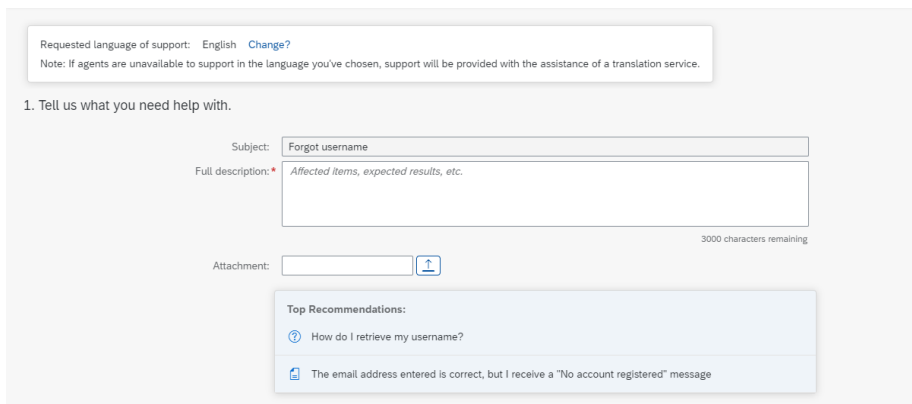 Requested language of support: English Change?
Note: If agents are unavailable to support in the language you've chosen, support will be provided with the assistance of a translation service.
1. Tell us what you need help with.
Subject: Forgot username
Full description:* Affected items, expected results, etc.
3000 characters remaining
Attachment:
Top Recommendations:
How do I retrieve my username?
The email address entered is correct, but I receive a "No account registered" message